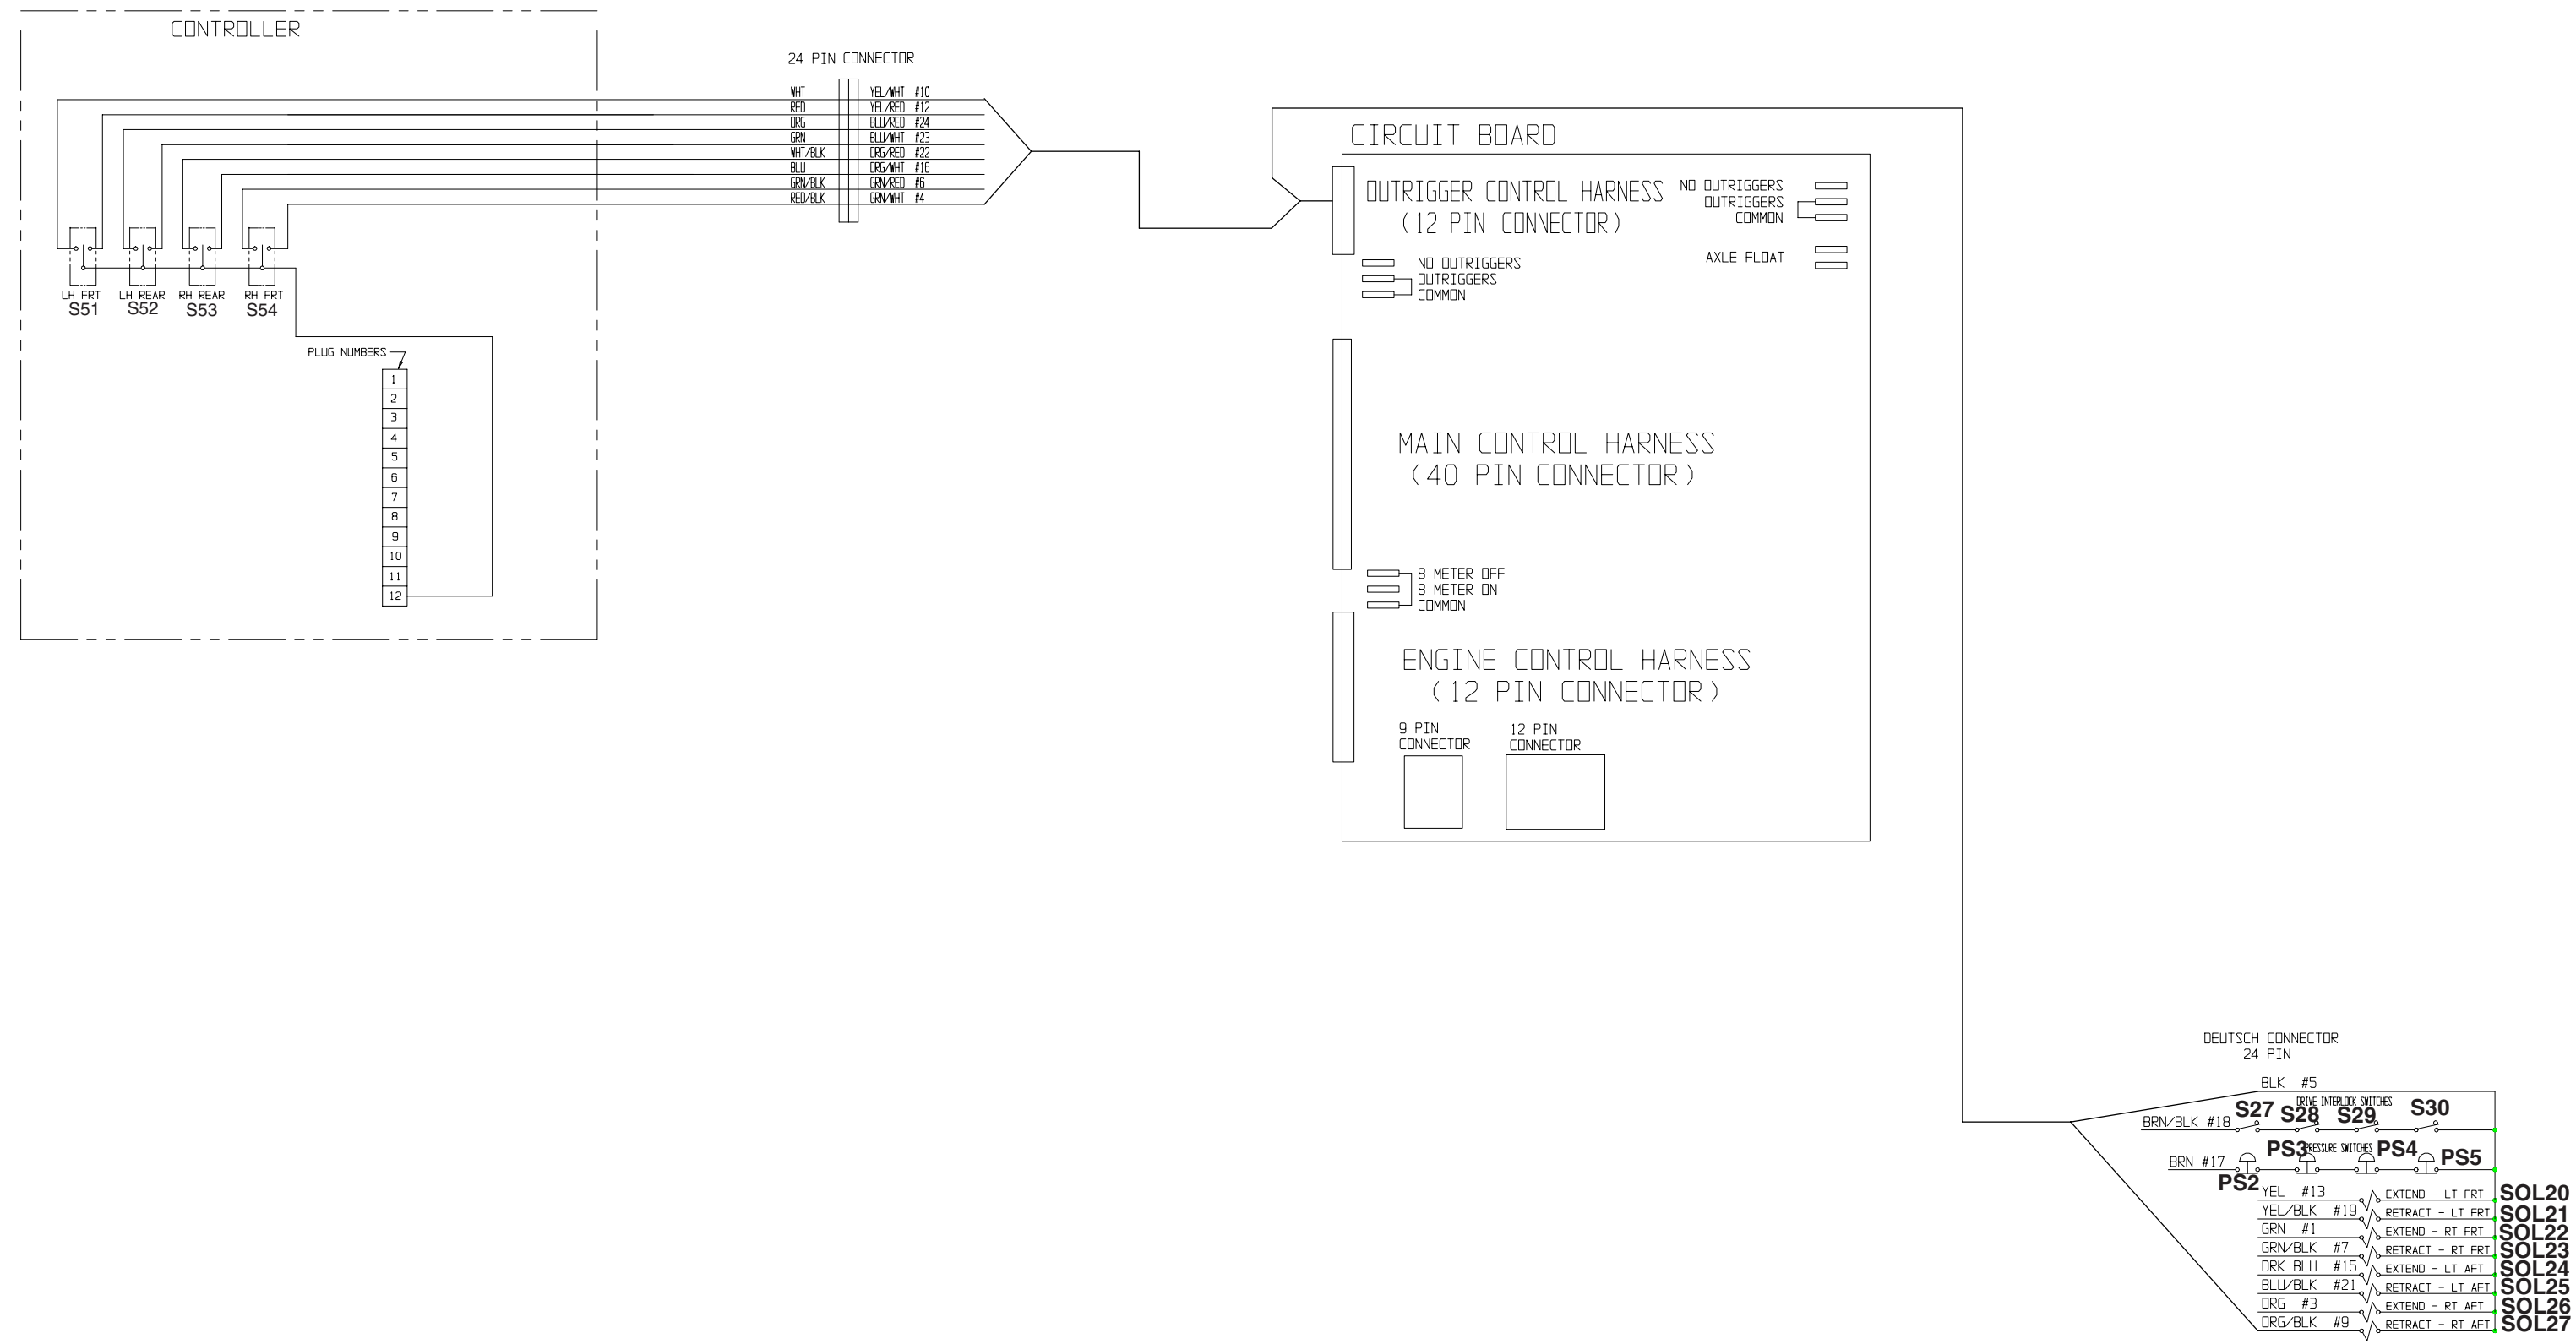 CONTROLLER
24 PIN CONNECTOR
WHT YEL/WHT #10
RED YEL/RED #12
ORG BLU/RED #24
GRN BLU/WHT #23
WHT/BLK ORG/RED #22
BLU ORG/WHT #16
GRN/BLK GRN/RED #6
RED/BLK GRN/WHT #4
LH FRT LH REAR RH REAR RH FRT
S51 S52 S53 S54
PLUG NUMBERS
1
2
3
4
5
6
7
8
9
10
11
12
CIRCUIT BOARD
OUTRIGGER CONTROL HARNESS
(12 PIN CONNECTOR)
NO OUTRIGGERS
OUTRIGGERS
COMMON
AXLE FLOAT
NO OUTRIGGERS
OUTRIGGERS
COMMON
MAIN CONTROL HARNESS
(40 PIN CONNECTOR)
8 METER OFF
8 METER ON
COMMON
ENGINE CONTROL HARNESS
(12 PIN CONNECTOR)
9 PIN
CONNECTOR
12 PIN
CONNECTOR
DEUTSCH CONNECTOR
24 PIN
BLK #5
DRIVE INTERLOCK SWITCHES
BRN/BLK #18 S27 S28 S29 S30
PRESSURE SWITCHES
BRN #17 PS2 PS3 PS4 PS5
YEL #13 EXTEND - LT FRT SOL20
YEL/BLK #19 RETRACT - LT FRT SOL21
GRN #1 EXTEND - RT FRT SOL22
GRN/BLK #7 RETRACT - RT FRT SOL23
DRK BLU #15 EXTEND - LT AFT SOL24
BLU/BLK #21 RETRACT - LT AFT SOL25
ORG #3 EXTEND - RT AFT SOL26
ORG/BLK #9 RETRACT - RT AFT SOL27